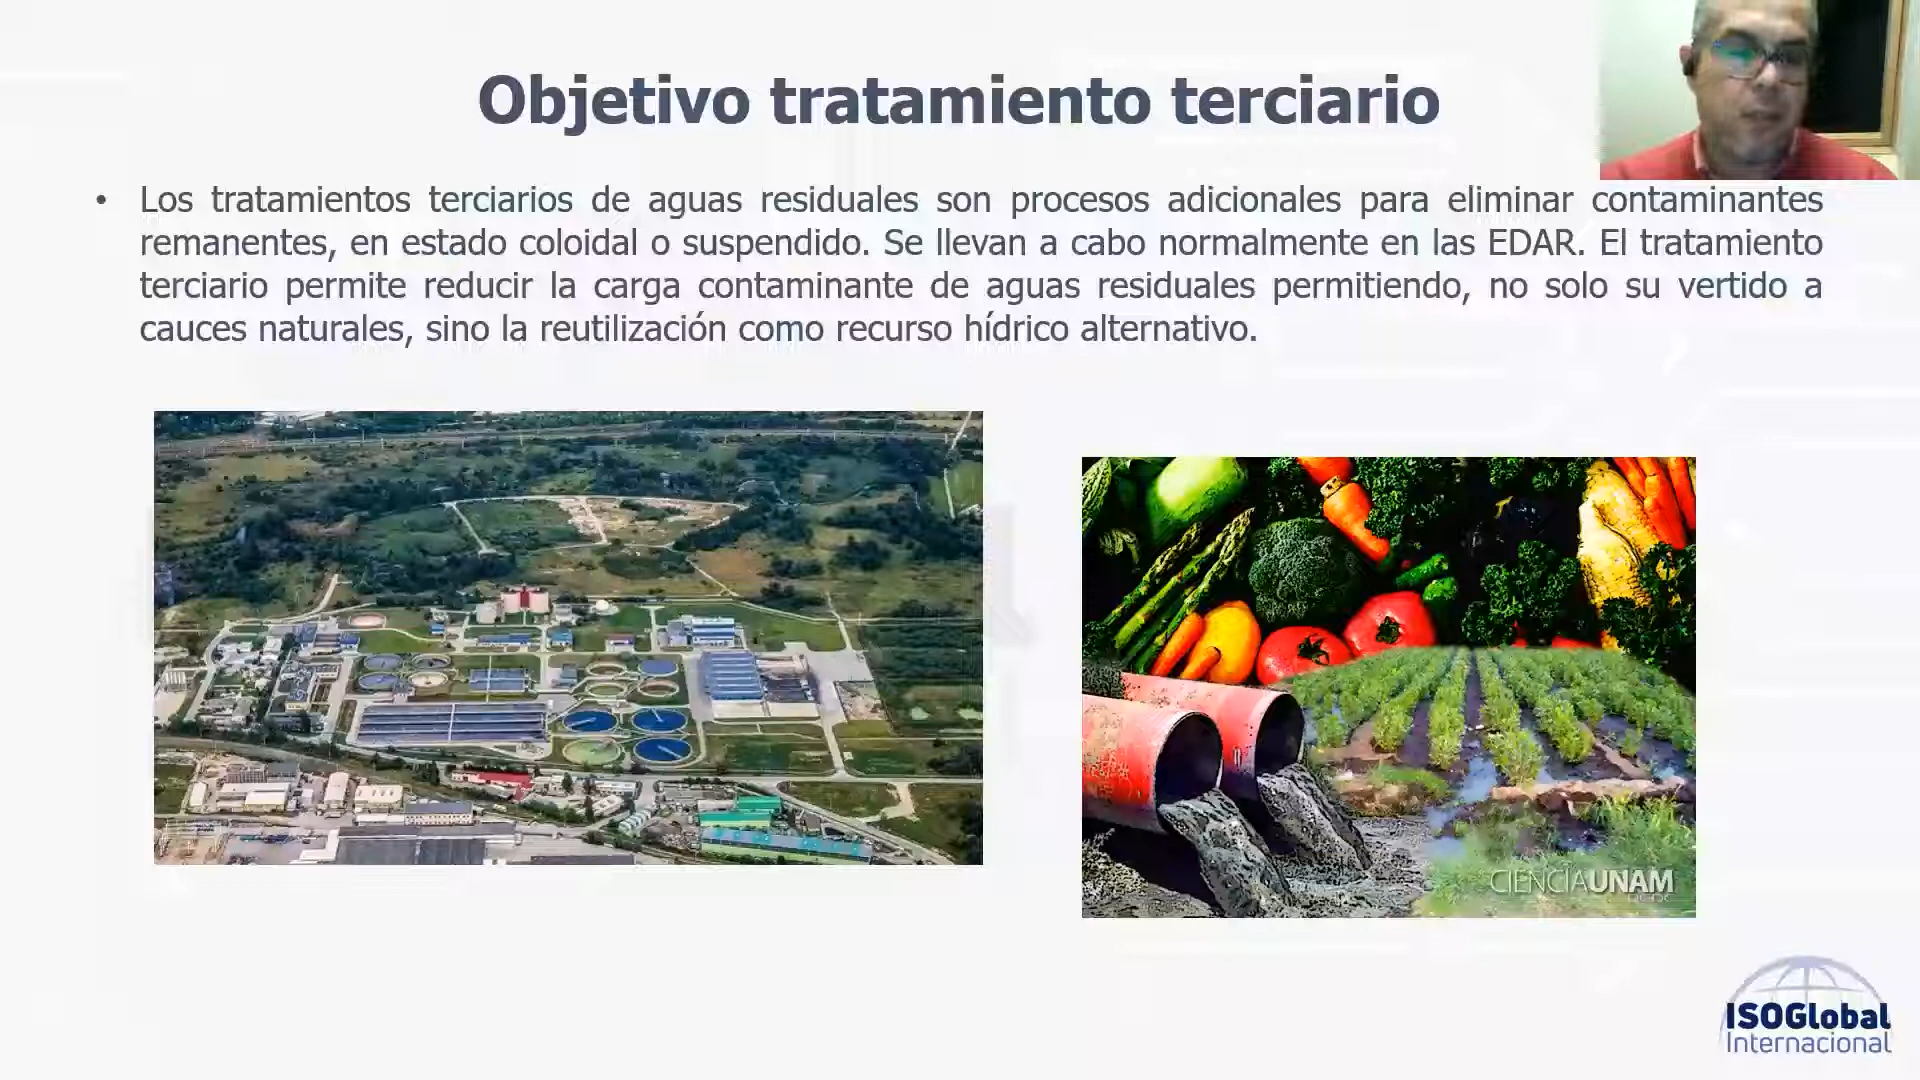 Objetivo tratamiento terciario
• Los tratamientos terciarios de aguas residuales son procesos adicionales para eliminar contaminantes
remanentes, en estado coloidal o suspendido. Se llevan a cabo normalmente en las EDAR. El tratamiento
terciario permite reducir la carga contaminante de aguas residuales permitiendo, no solo su vertido a
cauces naturales, sino la reutilización como recurso hídrico alternativo.
CIENCIAUNAM
ISOGlobal
Internacional